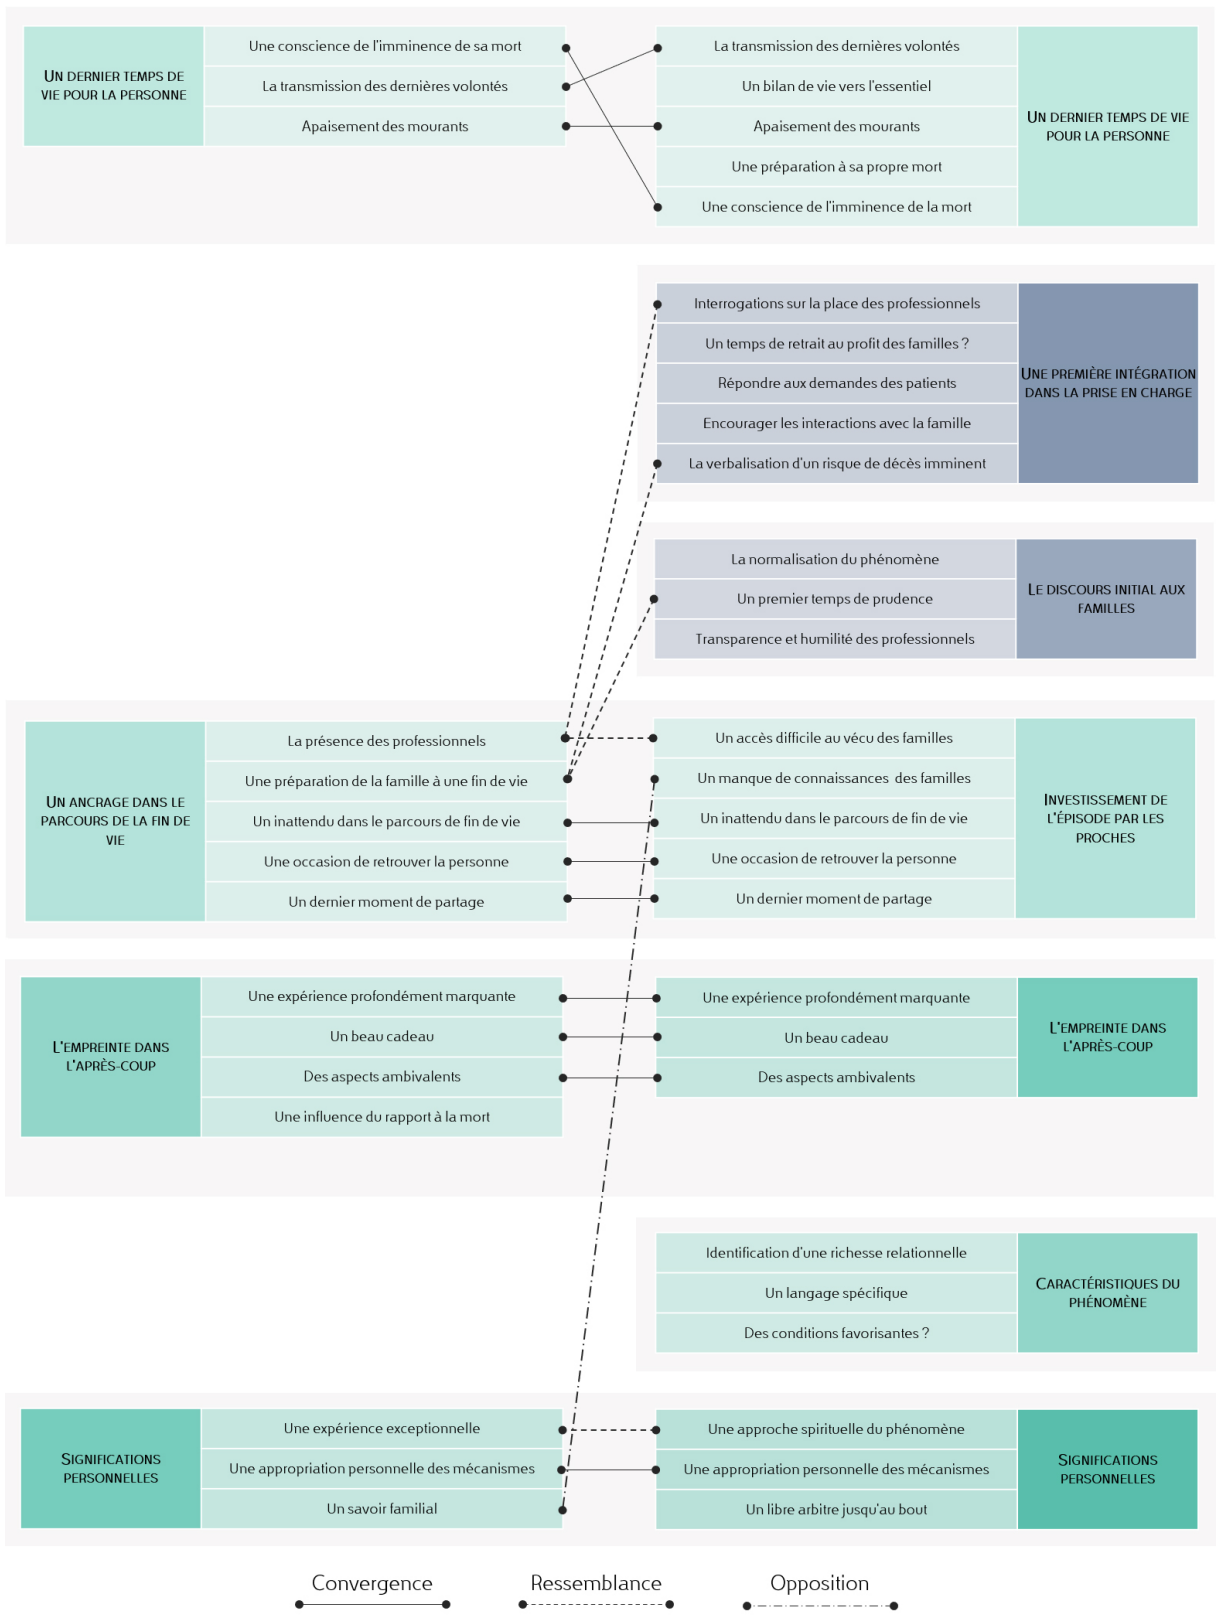 UN DERNIER TEMPS DE
VIE POUR LA PERSONNE
Une conscience de l'imminence de sa mort
La transmission des dernières volontés
Apaisement des mourants
La transmission des dernières volontés
Un bilan de vie vers l'essentiel
Apaisement des mourants
Une préparation à sa propre mort
Une conscience de l'imminence de la mort
UN DERNIER TEMPS DE VIE
POUR LA PERSONNE
Interrogations sur la place des professionnels
Un temps de retrait au profit des familles ?
Répondre aux demandes des patients
Encourager les interactions avec la famille
La verbalisation d'un risque de décès imminent
UNE PREMIÈRE INTÉGRATION
DANS LA PRISE EN CHARGE
La normalisation du phénomène
Un premier temps de prudence
Transparence et humilité des professionnels
LE DISCOURS INITIAL AUX
FAMILLES
UN ANCRAGE DANS LE
PARCOURS DE LA FIN DE
VIE
La présence des professionnels
Une préparation de la famille à une fin de vie
Un inattendu dans le parcours de fin de vie
Une occasion de retrouver la personne
Un dernier moment de partage
Un accès difficile au vécu des familles
Un manque de connaissances des familles
Un inattendu dans le parcours de fin de vie
Une occasion de retrouver la personne
Un dernier moment de partage
INVESTISSEMENT DE
L'ÉPISODE PAR LES
PROCHES
L'EMPREINTE DANS
L'APRÈS-COUP
Une expérience profondément marquante
Un beau cadeau
Des aspects ambivalents
Une influence du rapport à la mort
Une expérience profondément marquante
Un beau cadeau
Des aspects ambivalents
L'EMPREINTE DANS
L'APRÈS-COUP
Identification d'une richesse relationnelle
Un langage spécifique
Des conditions favorisantes ?
CARACTÉRISTIQUES DU
PHÉNOMÈNE
SIGNIFICATIONS
PERSONNELLES
Une expérience exceptionnelle
Une appropriation personnelle des mécanismes
Un savoir familial
Une approche spirituelle du phénomène
Une appropriation personnelle des mécanismes
Un libre arbitre jusqu'au bout
SIGNIFICATIONS
PERSONNELLES
Convergence
Ressemblance
Opposition